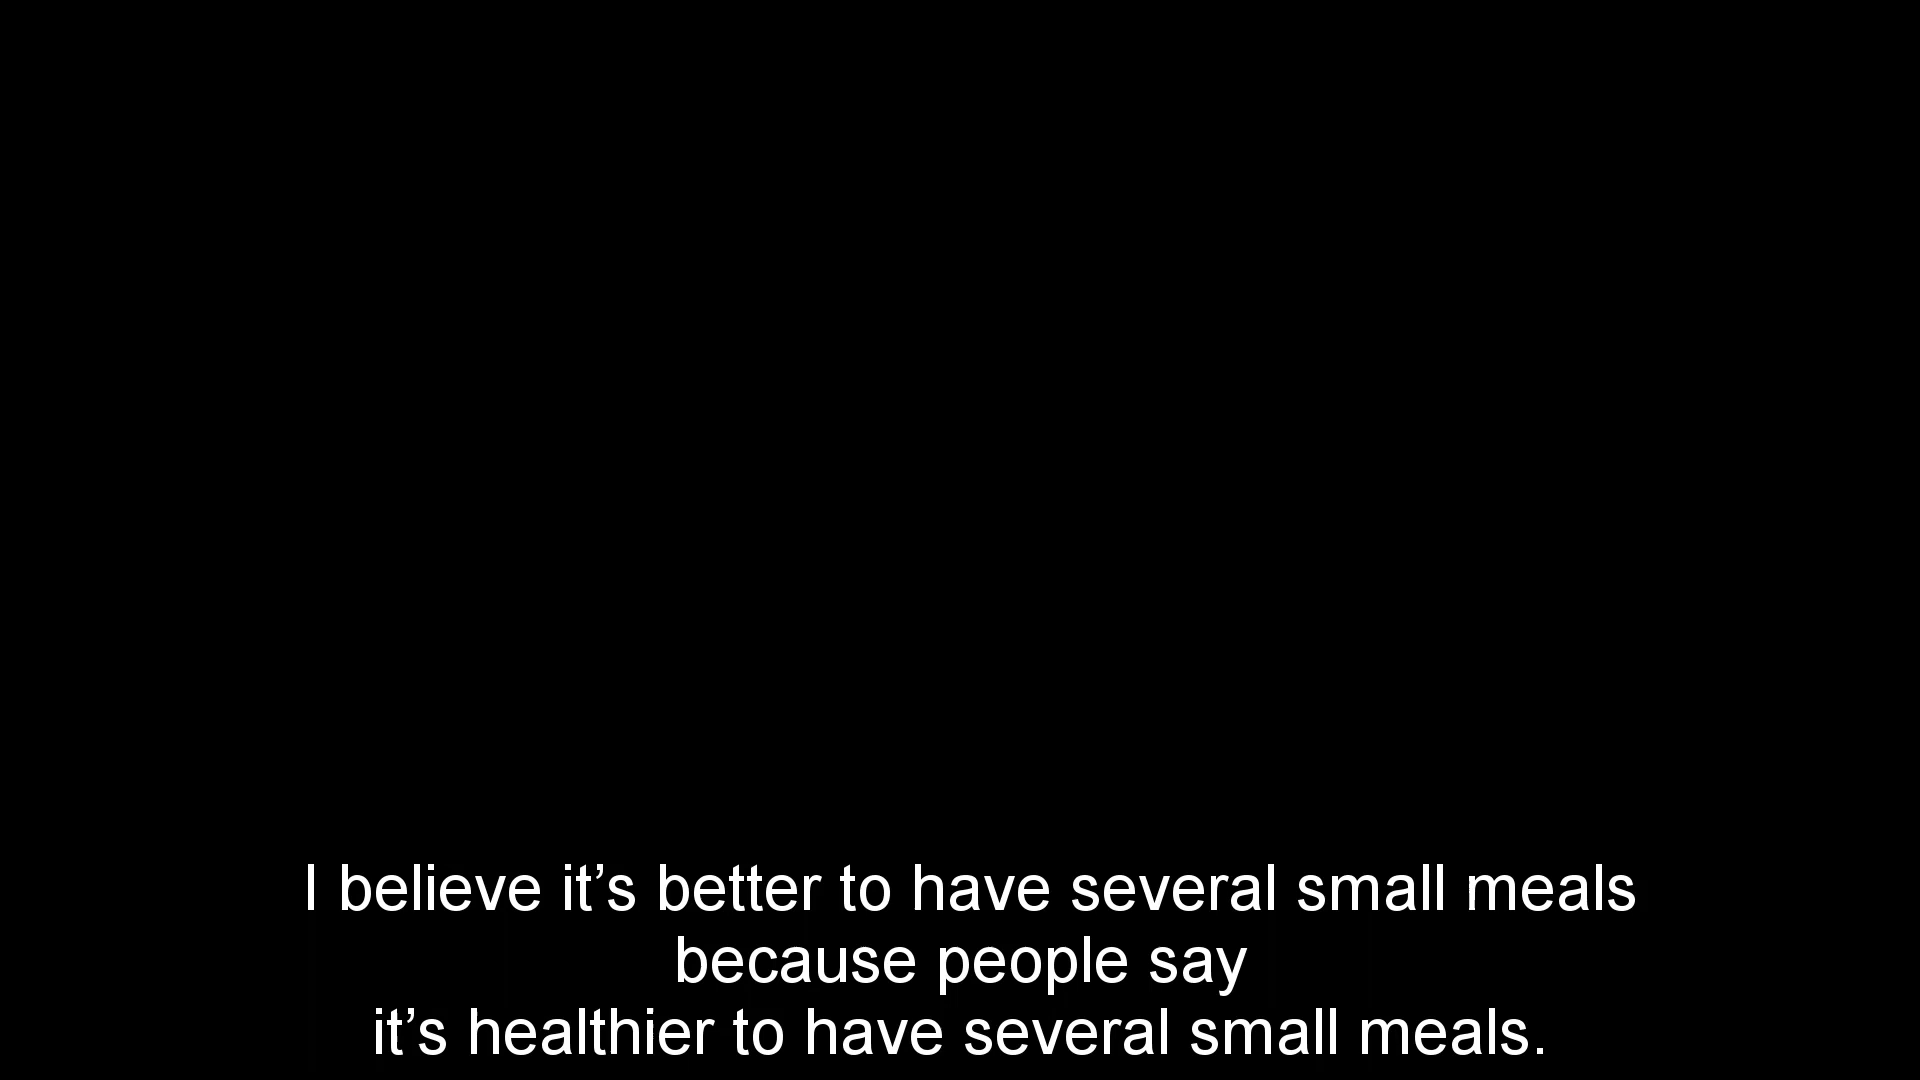 I believe it’s better to have several small meals
because people say
it’s healthier to have several small meals.